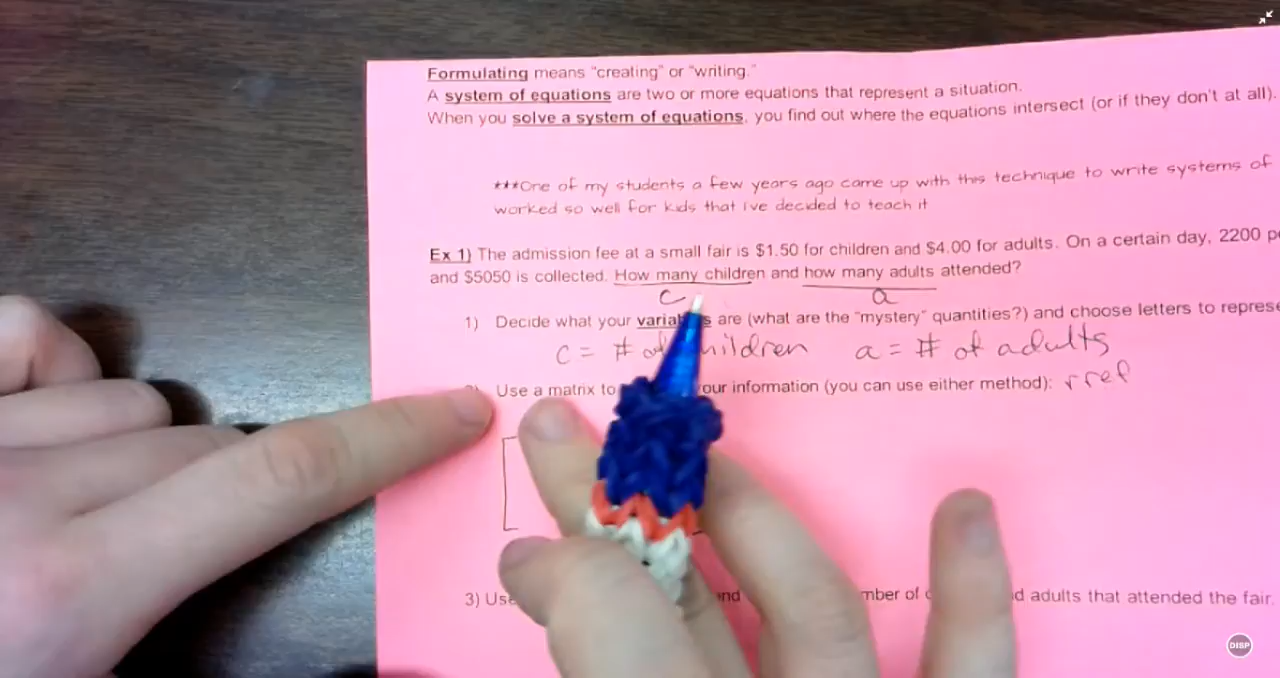 Formulating means "creating" or "writing."
A system of equations are two or more equations that represent a situation.
When you solve a system of equations, you find out where the equations intersect (or if they don't at all).
***One of my students a few years ago came up with this technique to write systems of
worked so well for kids that I've decided to teach it
Ex 1) The admission fee at a small fair is $1.50 for children and $4.00 for adults. On a certain day, 2200
and $5050 is collected. How many children and how many adults attended?
c a
1) Decide what your are (what are the "mystery" quantities?) and choose letters to
c = # of children a = # of adults
Use a matrix to our information (you can use either method): rref
3) of adults that attended the fair.
DISP